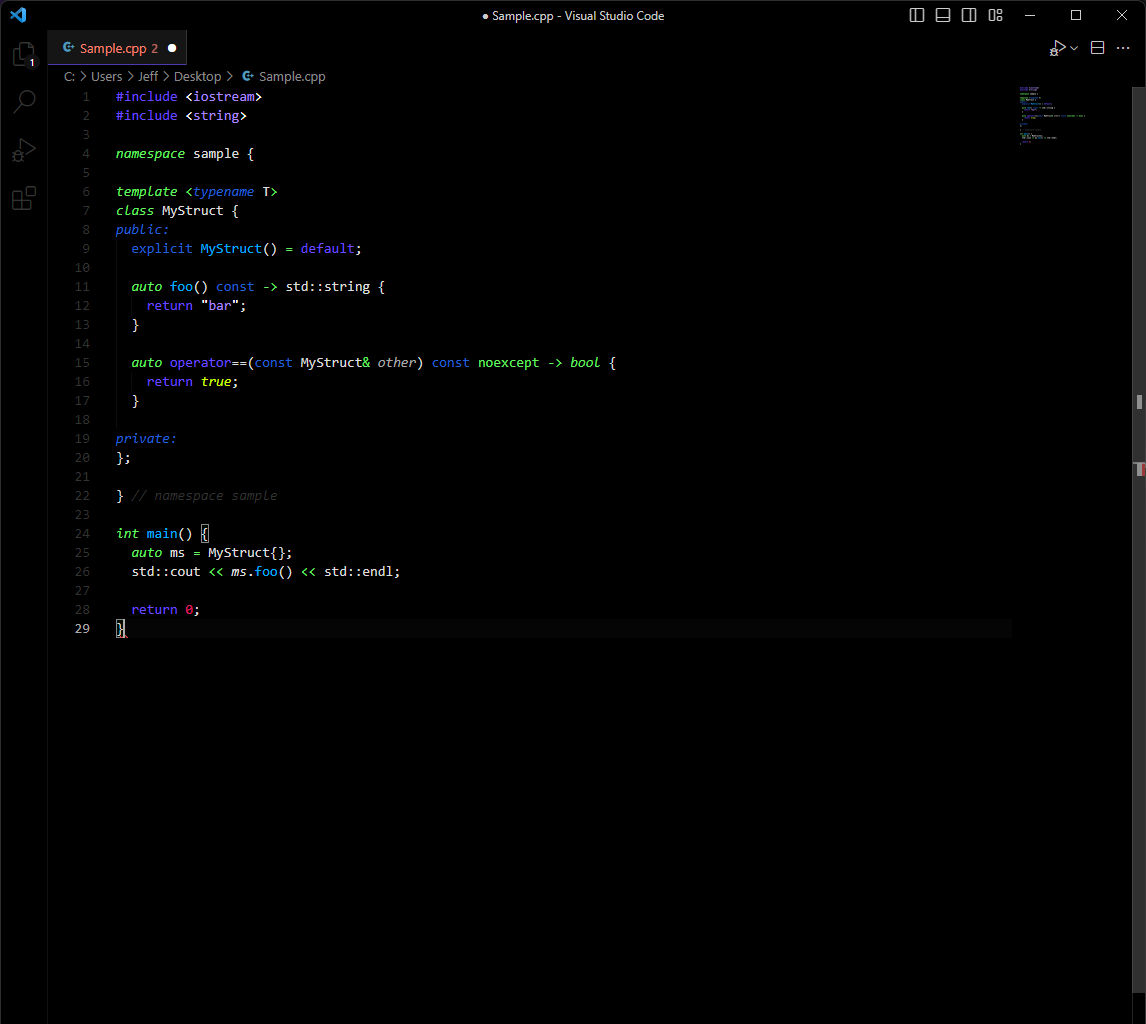 ● Sample.cpp - Visual Studio Code
Sample.cpp 2 ●
1
C: > Users > Jeff > Desktop > Sample.cpp
1 #include <iostream>
2 #include <string>
3
4 namespace sample {
5
6 template <typename T>
7 class MyStruct {
8 public:
9   explicit MyStruct() = default;
10
11   auto foo() const -> std::string {
12     return "bar";
13   }
14
15   auto operator==(const MyStruct& other) const noexcept -> bool {
16     return true;
17   }
18
19 private:
20 };
21
22 } // namespace sample
23
24 int main() {
25   auto ms = MyStruct{};
26   std::cout << ms.foo() << std::endl;
27
28   return 0;
29 }